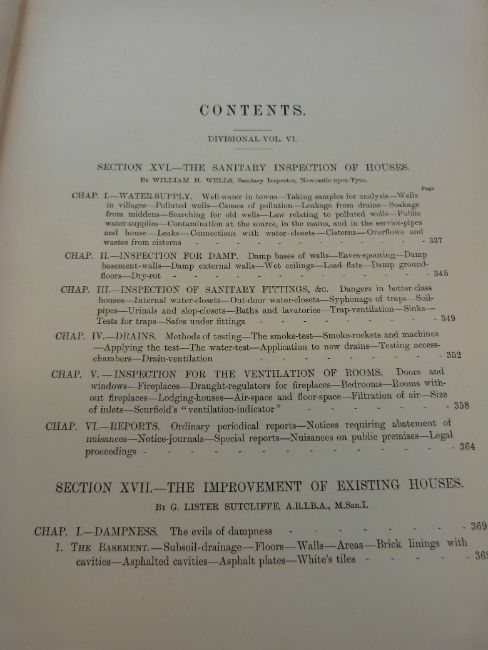 CONTENTS.
DIVISIONAL-VOL. VI.
SECTION XVI.—THE SANITARY INSPECTION OF HOUSES.
By WILLIAM H. WELLS, Sanitary Inspector, Newcastle-upon-Tyne.
Page
CHAP. I.—WATER-SUPPLY. Well-water in towns—Taking samples for analysis—Wells
in villages—Polluted wells—Causes of pollution—Leakage from drains—Soakage
from middens—Searching for old wells—Law relating to polluted wells—Public
water-supplies—Contamination at the source, in the mains, and in the service-pipes
and house—Leaks—Connections with water-closets—Cisterns—Overflows and
wastes from cisterns - - - - - - - - - 327
CHAP. II.—INSPECTION FOR DAMP. Damp bases of walls—Eaves-spouting—Damp
basement-walls—Damp external walls—Wet ceilings—Lead-flats—Damp ground-
floors—Dry-rot - - - - - - - - - 345
CHAP. III.—INSPECTION OF SANITARY FITTINGS, &c. Dangers in better-class
houses—Internal water-closets—Out-door water-closets—Syphonage of traps—Soil-
pipes—Urinals and slop-closets—Baths and lavatories—Trap-ventilation—Sinks—
Tests for traps—Safes under fittings - - - - - - - 349
CHAP. IV.—DRAINS. Methods of testing—The smoke-test—Smoke-rockets and machines
—Applying the test—The water-test—Application to new drains—Testing access-
chambers—Drain-ventilation - - - - - - - - 352
CHAP. V.—INSPECTION FOR THE VENTILATION OF ROOMS. Doors and
windows—Fireplaces—Draught-regulators for fireplaces—Bedrooms—Rooms with-
out fireplaces—Lodging-houses—Air-space and floor-space—Filtration of air—Size
of inlets—Scurfield's "ventilation-indicator" - - - - - - 358
CHAP. VI.—REPORTS. Ordinary periodical reports—Notices requiring abatement of
nuisances—Notice-journals—Special reports—Nuisances on public premises—Legal
proceedings - - - - - - - - - - 364
SECTION XVII.—THE IMPROVEMENT OF EXISTING HOUSES.
By G. LISTER SUTCLIFFE, A.R.I.B.A., M.San.I.
CHAP. I.—DAMPNESS. The evils of dampness - - - - - - 369
1. THE BASEMENT.—Subsoil-drainage—Floors—Walls—Areas—Brick linings with
cavities—Asphalted cavities—Asphalt plates—White's tiles - - - - 369